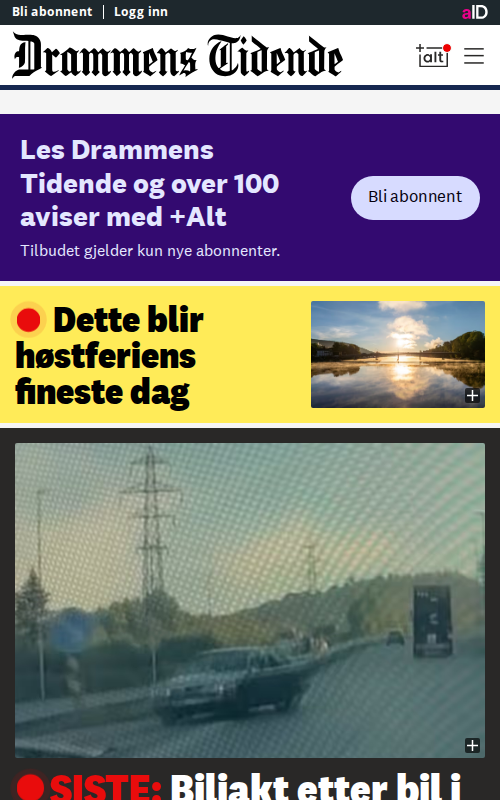 Bli abonnent | Logg inn
aID
Drammens Tidende
+alt
Les Drammens
Tidende og over 100
aviser med +Alt
Tilbudet gjelder kun nye abonnenter.
Bli abonnent
Dette blir
høstferiens
fineste dag
SISTE: Biljakt etter bil i